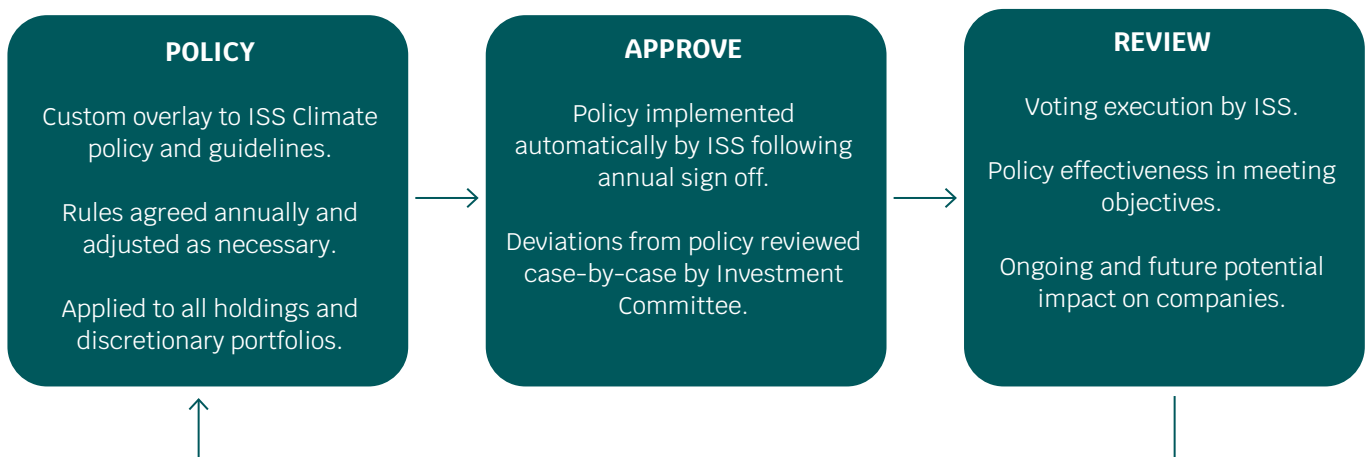 POLICY
Custom overlay to ISS Climate
policy and guidelines.
Rules agreed annually and
adjusted as necessary.
Applied to all holdings and
discretionary portfolios.
APPROVE
Policy implemented
automatically by ISS following
annual sign off.
Deviations from policy reviewed
case-by-case by Investment
Committee.
REVIEW
Voting execution by ISS.
Policy effectiveness in meeting
objectives.
Ongoing and future potential
impact on companies.